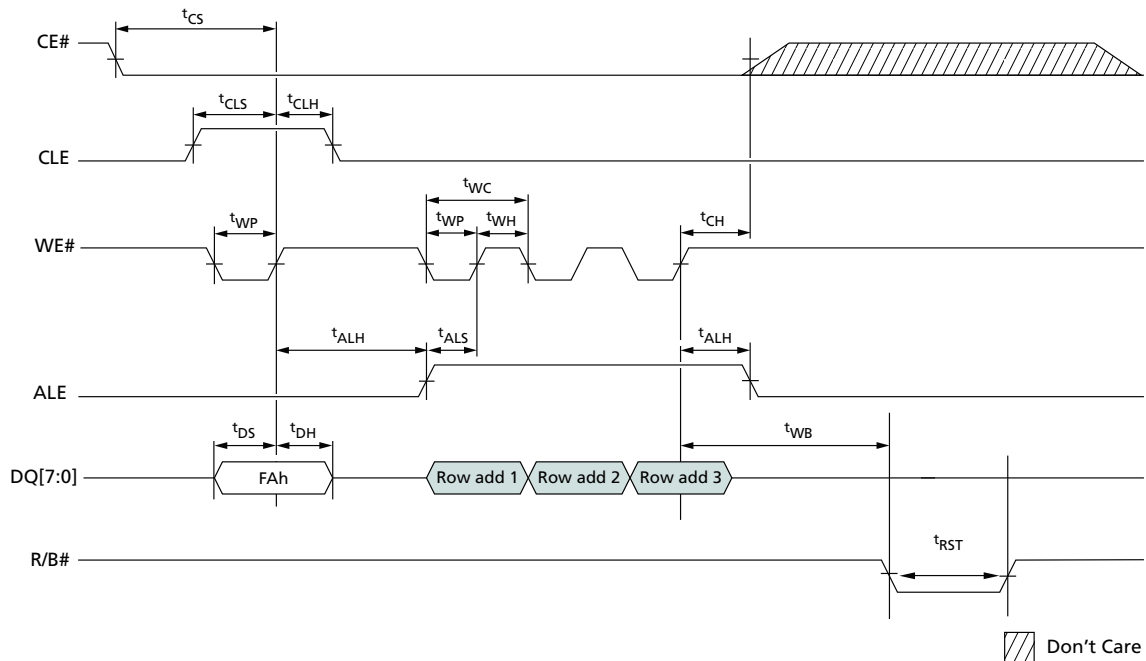 tCS
CE#
tCLS tCLH
CLE
tWC
tWP tWP tWH tCH
WE#
tALH tALS tALH
ALE
tDS tDH tWB
DQ[7:0] FAh Row add 1 Row add 2 Row add 3
tRST
R/B#
Don't Care